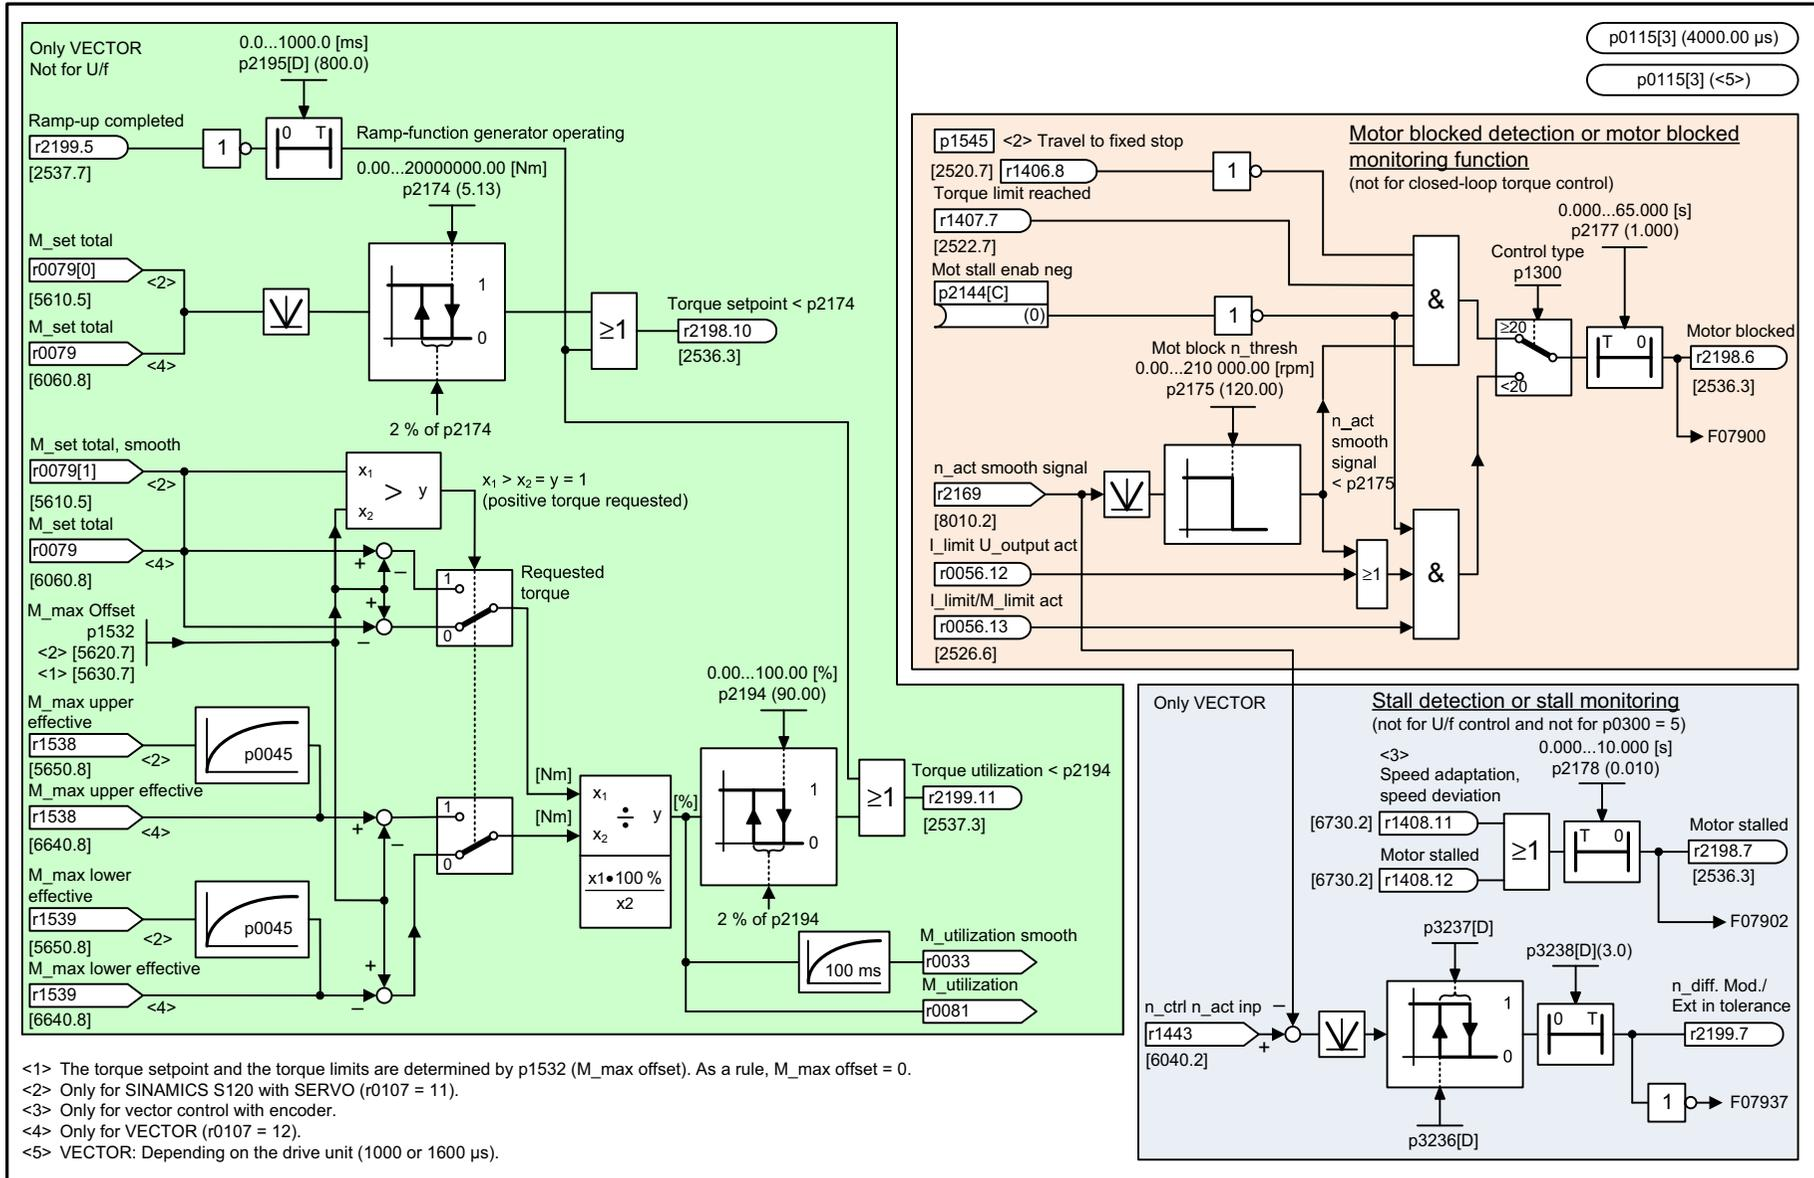 Only VECTOR
Not for U/f
0.0...1000.0 [ms]
p2195[D] (800.0)
Ramp-up completed
r2199.5
[2537.7]
1
0 T
Ramp-function generator operating
0.00...20000000.00 [Nm]
p2174 (5.13)
M_set total
r0079[0]
<2>
[5610.5]
M_set total
r0079
<4>
[6060.8]
1
0
2 % of p2174
≥1
Torque setpoint < p2174
r2198.10
[2536.3]
M_set total, smooth
r0079[1]
<2>
[5610.5]
M_set total
r0079
<4>
[6060.8]
x1
> y
x2
x1 > x2 = y = 1
(positive torque requested)
+
–
+
–
1
0
Requested
torque
M_max Offset
p1532
<2> [5620.7]
<1> [5630.7]
M_max upper
effective
r1538
<2>
[5650.8]
p0045
M_max upper effective
r1538
<4>
[6640.8]
M_max lower
effective
r1539
<2>
[5650.8]
p0045
M_max lower effective
r1539
<4>
[6640.8]
+
–
+
–
1
0
[Nm]
[Nm]
x1
÷ y
x2
x1•100 %
x2
[%]
0.00...100.00 [%]
p2194 (90.00)
1
0
2 % of p2194
≥1
Torque utilization < p2194
r2199.11
[2537.3]
100 ms
M_utilization smooth
r0033
M_utilization
r0081
p0115[3] (4000.00 µs)
p0115[3] (<5>)
Motor blocked detection or motor blocked
monitoring function
(not for closed-loop torque control)
p1545 <2> Travel to fixed stop
[2520.7] r1406.8
1
Torque limit reached
r1407.7
[2522.7]
Mot stall enab neg
p2144[C]
(0)
1
Mot block n_thresh
0.00...210 000.00 [rpm]
p2175 (120.00)
&
Control type
p1300
≥20
<20
0.000...65.000 [s]
p2177 (1.000)
T 0
Motor blocked
r2198.6
[2536.3]
F07900
n_act
smooth
signal
< p2175
n_act smooth signal
r2169
[8010.2]
I_limit U_output act
r0056.12
≥1
&
I_limit/M_limit act
r0056.13
[2526.6]
Only VECTOR
Stall detection or stall monitoring
(not for U/f control and not for p0300 = 5)
<3>
Speed adaptation,
speed deviation
0.000...10.000 [s]
p2178 (0.010)
[6730.2] r1408.11
Motor stalled
[6730.2] r1408.12
≥1
T 0
Motor stalled
r2198.7
[2536.3]
F07902
p3237[D]
p3238[D](3.0)
n_ctrl n_act inp
r1443
[6040.2]
–
+
1
0
0 T
n_diff. Mod./
Ext in tolerance
r2199.7
1
F07937
p3236[D]
<1> The torque setpoint and the torque limits are determined by p1532 (M_max offset). As a rule, M_max offset = 0.
<2> Only for SINAMICS S120 with SERVO (r0107 = 11).
<3> Only for vector control with encoder.
<4> Only for VECTOR (r0107 = 12).
<5> VECTOR: Depending on the drive unit (1000 or 1600 µs).